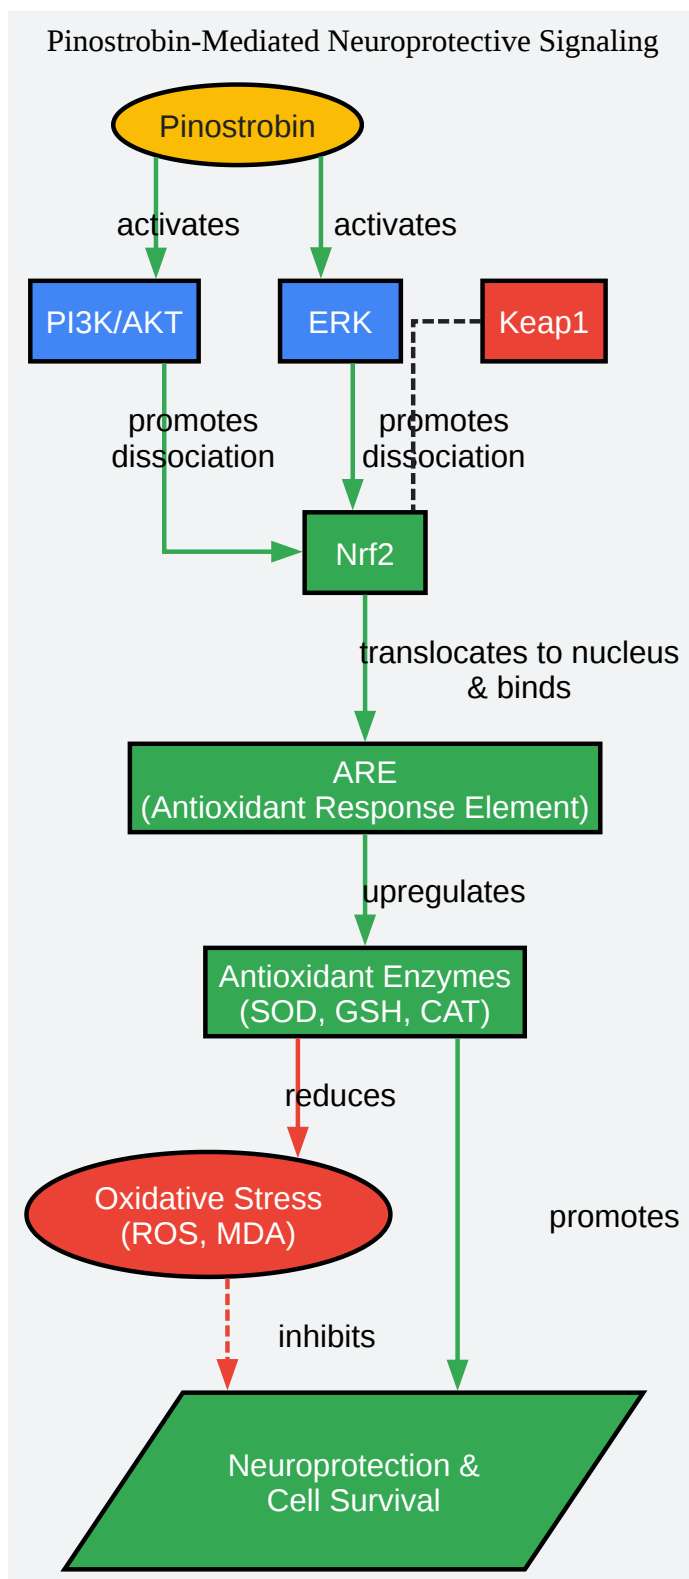 Pinostrobin-Mediated Neuroprotective Signaling
Pinostrobin
activates
activates
PI3K/AKT
ERK
Keap1
promotes
dissociation
promotes
dissociation
Nrf2
translocates to nucleus
& binds
ARE
(Antioxidant Response Element)
upregulates
Antioxidant Enzymes
(SOD, GSH, CAT)
reduces
Oxidative Stress
(ROS, MDA)
promotes
inhibits
Neuroprotection &
Cell Survival